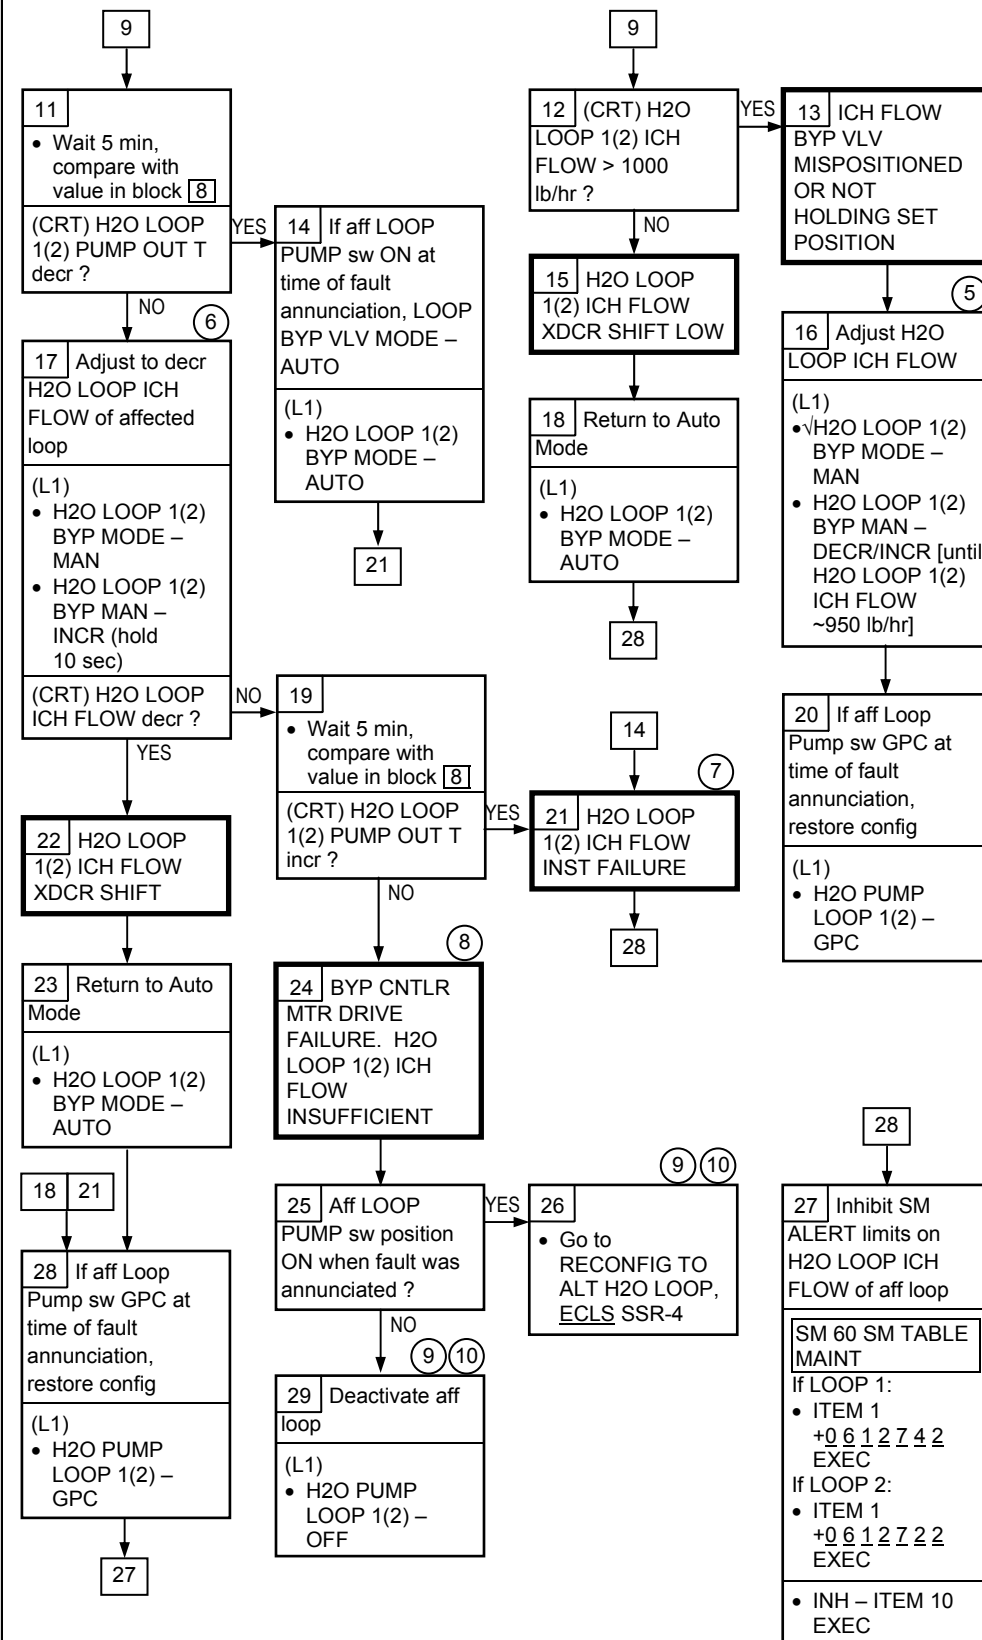 9
11
• Wait 5 min,
compare with
value in block 8
(CRT) H2O LOOP
1(2) PUMP OUT T
decr ?
YES
NO
14 If aff LOOP
PUMP sw ON at
time of fault
annunciation, LOOP
BYP VLV MODE –
AUTO
(L1)
• H2O LOOP 1(2)
BYP MODE –
AUTO
21
6
17 Adjust to decr
H2O LOOP ICH
FLOW of affected
loop
(L1)
• H2O LOOP 1(2)
BYP MODE –
MAN
• H2O LOOP 1(2)
BYP MAN –
INCR (hold
10 sec)
(CRT) H2O LOOP
ICH FLOW decr ?
NO
YES
19
• Wait 5 min,
compare with
value in block 8
(CRT) H2O LOOP
1(2) PUMP OUT T
incr ?
YES
NO
22 H2O LOOP
1(2) ICH FLOW
XDCR SHIFT
23 Return to Auto
Mode
(L1)
• H2O LOOP 1(2)
BYP MODE –
AUTO
18 21
28 If aff Loop
Pump sw GPC at
time of fault
annunciation,
restore config
(L1)
• H2O PUMP
LOOP 1(2) –
GPC
27
8
24 BYP CNTLR
MTR DRIVE
FAILURE. H2O
LOOP 1(2) ICH
FLOW
INSUFFICIENT
25 Aff LOOP
PUMP sw position
ON when fault was
annunciated ?
YES
NO
9 10
29 Deactivate aff
loop
(L1)
• H2O PUMP
LOOP 1(2) –
OFF
9 10
26
• Go to
RECONFIG TO
ALT H2O LOOP,
ECLS SSR-4
9
12 (CRT) H2O
LOOP 1(2) ICH
FLOW > 1000
lb/hr ?
YES
NO
15 H2O LOOP
1(2) ICH FLOW
XDCR SHIFT LOW
18 Return to Auto
Mode
(L1)
• H2O LOOP 1(2)
BYP MODE –
AUTO
28
14
7
21 H2O LOOP
1(2) ICH FLOW
INST FAILURE
28
13 ICH FLOW
BYP VLV
MISPOSITIONED
OR NOT
HOLDING SET
POSITION
5
16 Adjust H2O
LOOP ICH FLOW
(L1)
•√H2O LOOP 1(2)
BYP MODE –
MAN
• H2O LOOP 1(2)
BYP MAN –
DECR/INCR [until
H2O LOOP 1(2)
ICH FLOW
~950 lb/hr]
20 If aff Loop
Pump sw GPC at
time of fault
annunciation,
restore config
(L1)
• H2O PUMP
LOOP 1(2) –
GPC
28
27 Inhibit SM
ALERT limits on
H2O LOOP ICH
FLOW of aff loop
SM 60 SM TABLE
MAINT
If LOOP 1:
• ITEM 1
+0 6 1 2 7 4 2
EXEC
If LOOP 2:
• ITEM 1
+0 6 1 2 7 2 2
EXEC
• INH – ITEM 10
EXEC